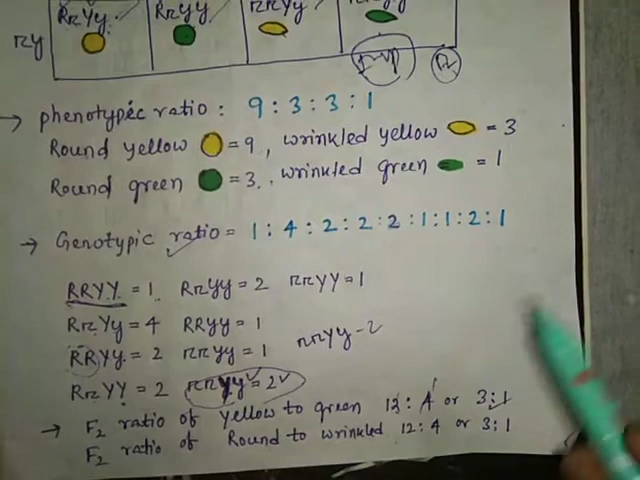 RrYy Rryy rrYy
ry
→ phenotypic ratio : 9 : 3 : 3 : 1
Round yellow = 9, wrinkled yellow = 3
Round green = 3, wrinkled green = 1
→ Genotypic ratio = 1 : 4 : 2 : 2 : 2 : 1 : 1 : 2 : 1
RRYY = 1 RrYy = 2 rrYY = 1
RrYy = 4 RRyy = 1
rrYy - 2
RRYy = 2 rryy = 1
RrYY = 2 = 2
→ F2 ratio of yellow to green 12 : 4 or 3:1
F2 ratio of Round to wrinkled 12:4 or 3:1